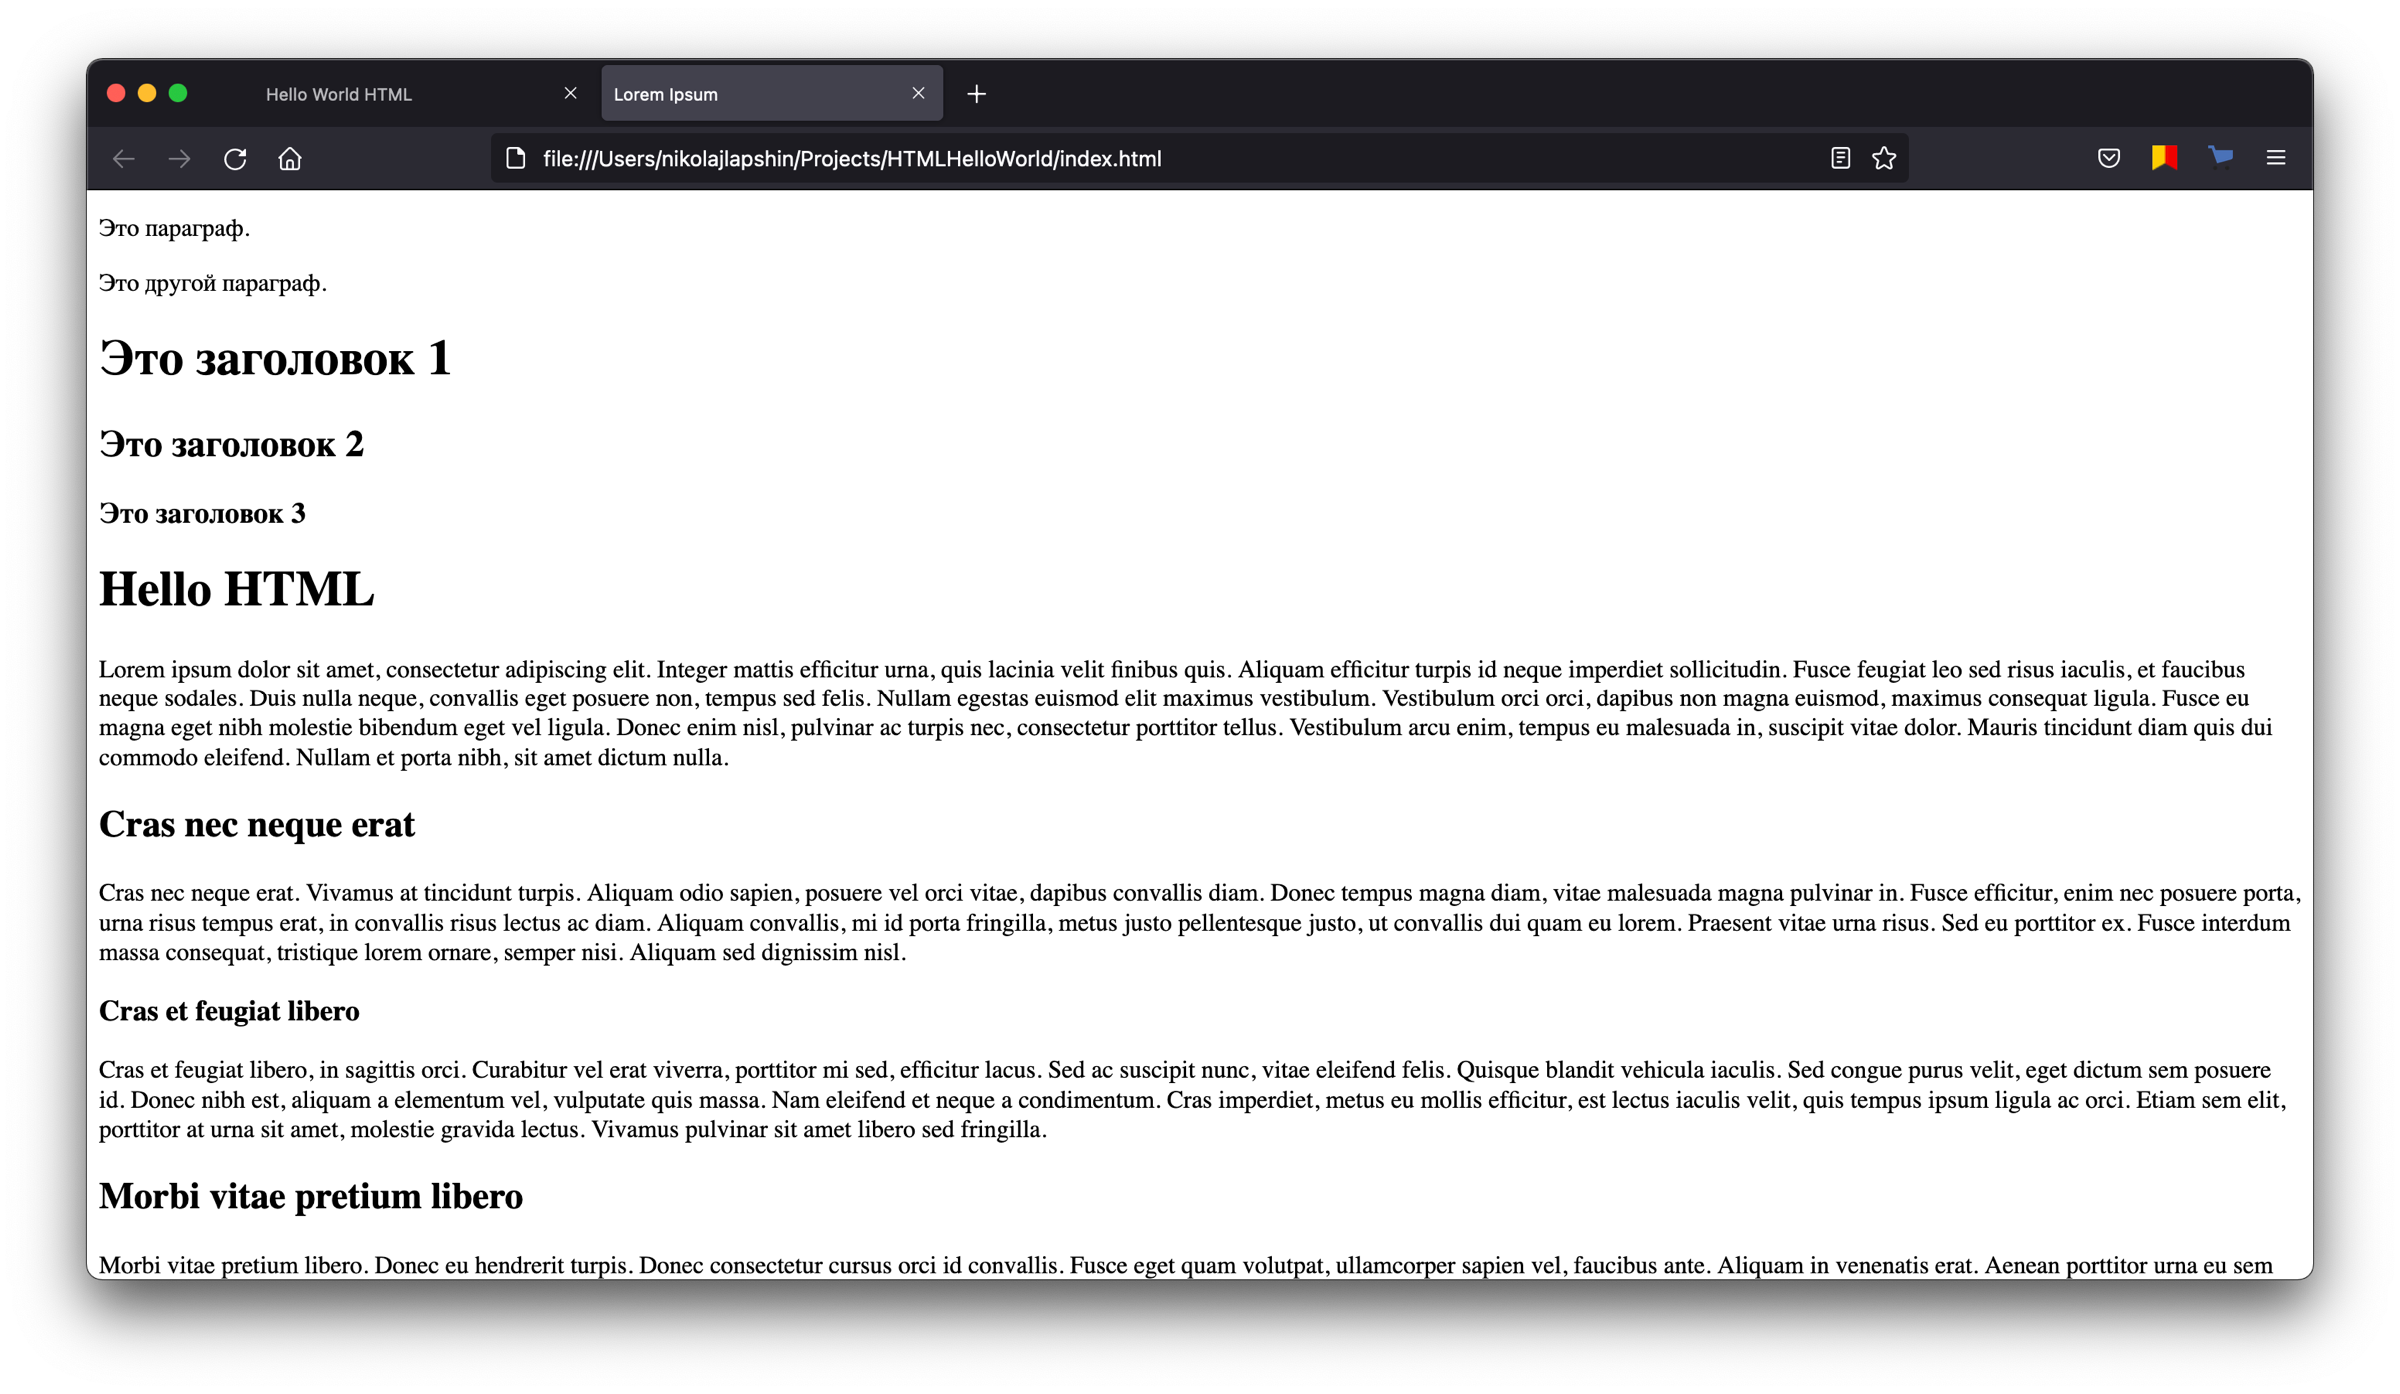 Hello World HTML
Lorem Ipsum
file:///Users/nikolajlapshin/Projects/HTMLHelloWorld/index.html
Это параграф.
Это другой параграф.
Это заголовок 1
Это заголовок 2
Это заголовок 3
Hello HTML
Lorem ipsum dolor sit amet, consectetur adipiscing elit. Integer mattis efficitur urna, quis lacinia velit finibus quis. Aliquam efficitur turpis id neque imperdiet sollicitudin. Fusce feugiat leo sed risus iaculis, et faucibus
neque sodales. Duis nulla neque, convallis eget posuere non, tempus sed felis. Nullam egestas euismod elit maximus vestibulum. Vestibulum orci orci, dapibus non magna euismod, maximus consequat ligula. Fusce eu
magna eget nibh molestie bibendum eget vel ligula. Donec enim nisl, pulvinar ac turpis nec, consectetur porttitor tellus. Vestibulum arcu enim, tempus eu malesuada in, suscipit vitae dolor. Mauris tincidunt diam quis dui
commodo eleifend. Nullam et porta nibh, sit amet dictum nulla.
Cras nec neque erat
Cras nec neque erat. Vivamus at tincidunt turpis. Aliquam odio sapien, posuere vel orci vitae, dapibus convallis diam. Donec tempus magna diam, vitae malesuada magna pulvinar in. Fusce efficitur, enim nec posuere porta,
urna risus tempus erat, in convallis risus lectus ac diam. Aliquam convallis, mi id porta fringilla, metus justo pellentesque justo, ut convallis dui quam eu lorem. Praesent vitae urna risus. Sed eu porttitor ex. Fusce interdum
massa consequat, tristique lorem ornare, semper nisi. Aliquam sed dignissim nisl.
Cras et feugiat libero
Cras et feugiat libero, in sagittis orci. Curabitur vel erat viverra, porttitor mi sed, efficitur lacus. Sed ac suscipit nunc, vitae eleifend felis. Quisque blandit vehicula iaculis. Sed congue purus velit, eget dictum sem posuere
id. Donec nibh est, aliquam a elementum vel, vulputate quis massa. Nam eleifend et neque a condimentum. Cras imperdiet, metus eu mollis efficitur, est lectus iaculis velit, quis tempus ipsum ligula ac orci. Etiam sem elit,
porttitor at urna sit amet, molestie gravida lectus. Vivamus pulvinar sit amet libero sed fringilla.
Morbi vitae pretium libero
Morbi vitae pretium libero. Donec eu hendrerit turpis. Donec consectetur cursus orci id convallis. Fusce eget quam volutpat, ullamcorper sapien vel, faucibus ante. Aliquam in venenatis erat. Aenean porttitor urna eu sem